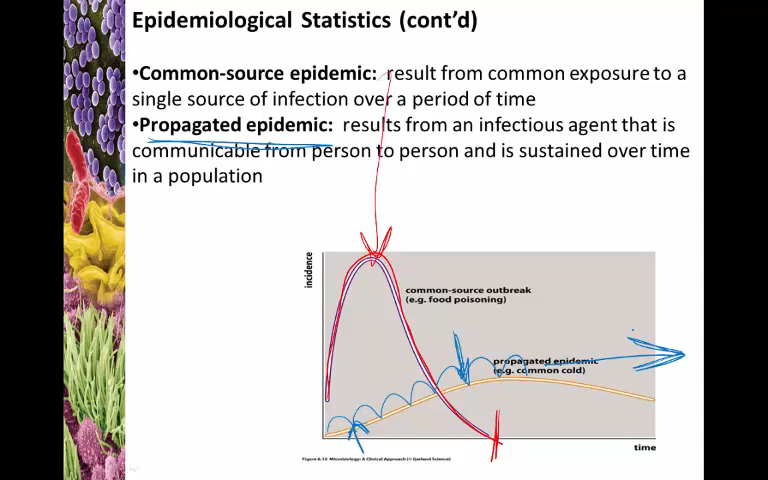 Epidemiological Statistics (cont'd)
•Common-source epidemic: result from common exposure to a
single source of infection over a period of time
•Propagated epidemic: results from an infectious agent that is
communicable from person to person and is sustained over time
in a population
incidence
common-source outbreak
(e.g. food poisoning)
propagated epidemic
(e.g. common cold)
time
Figure 6.10 Microbiology: A Clinical Approach (© Garland Science)